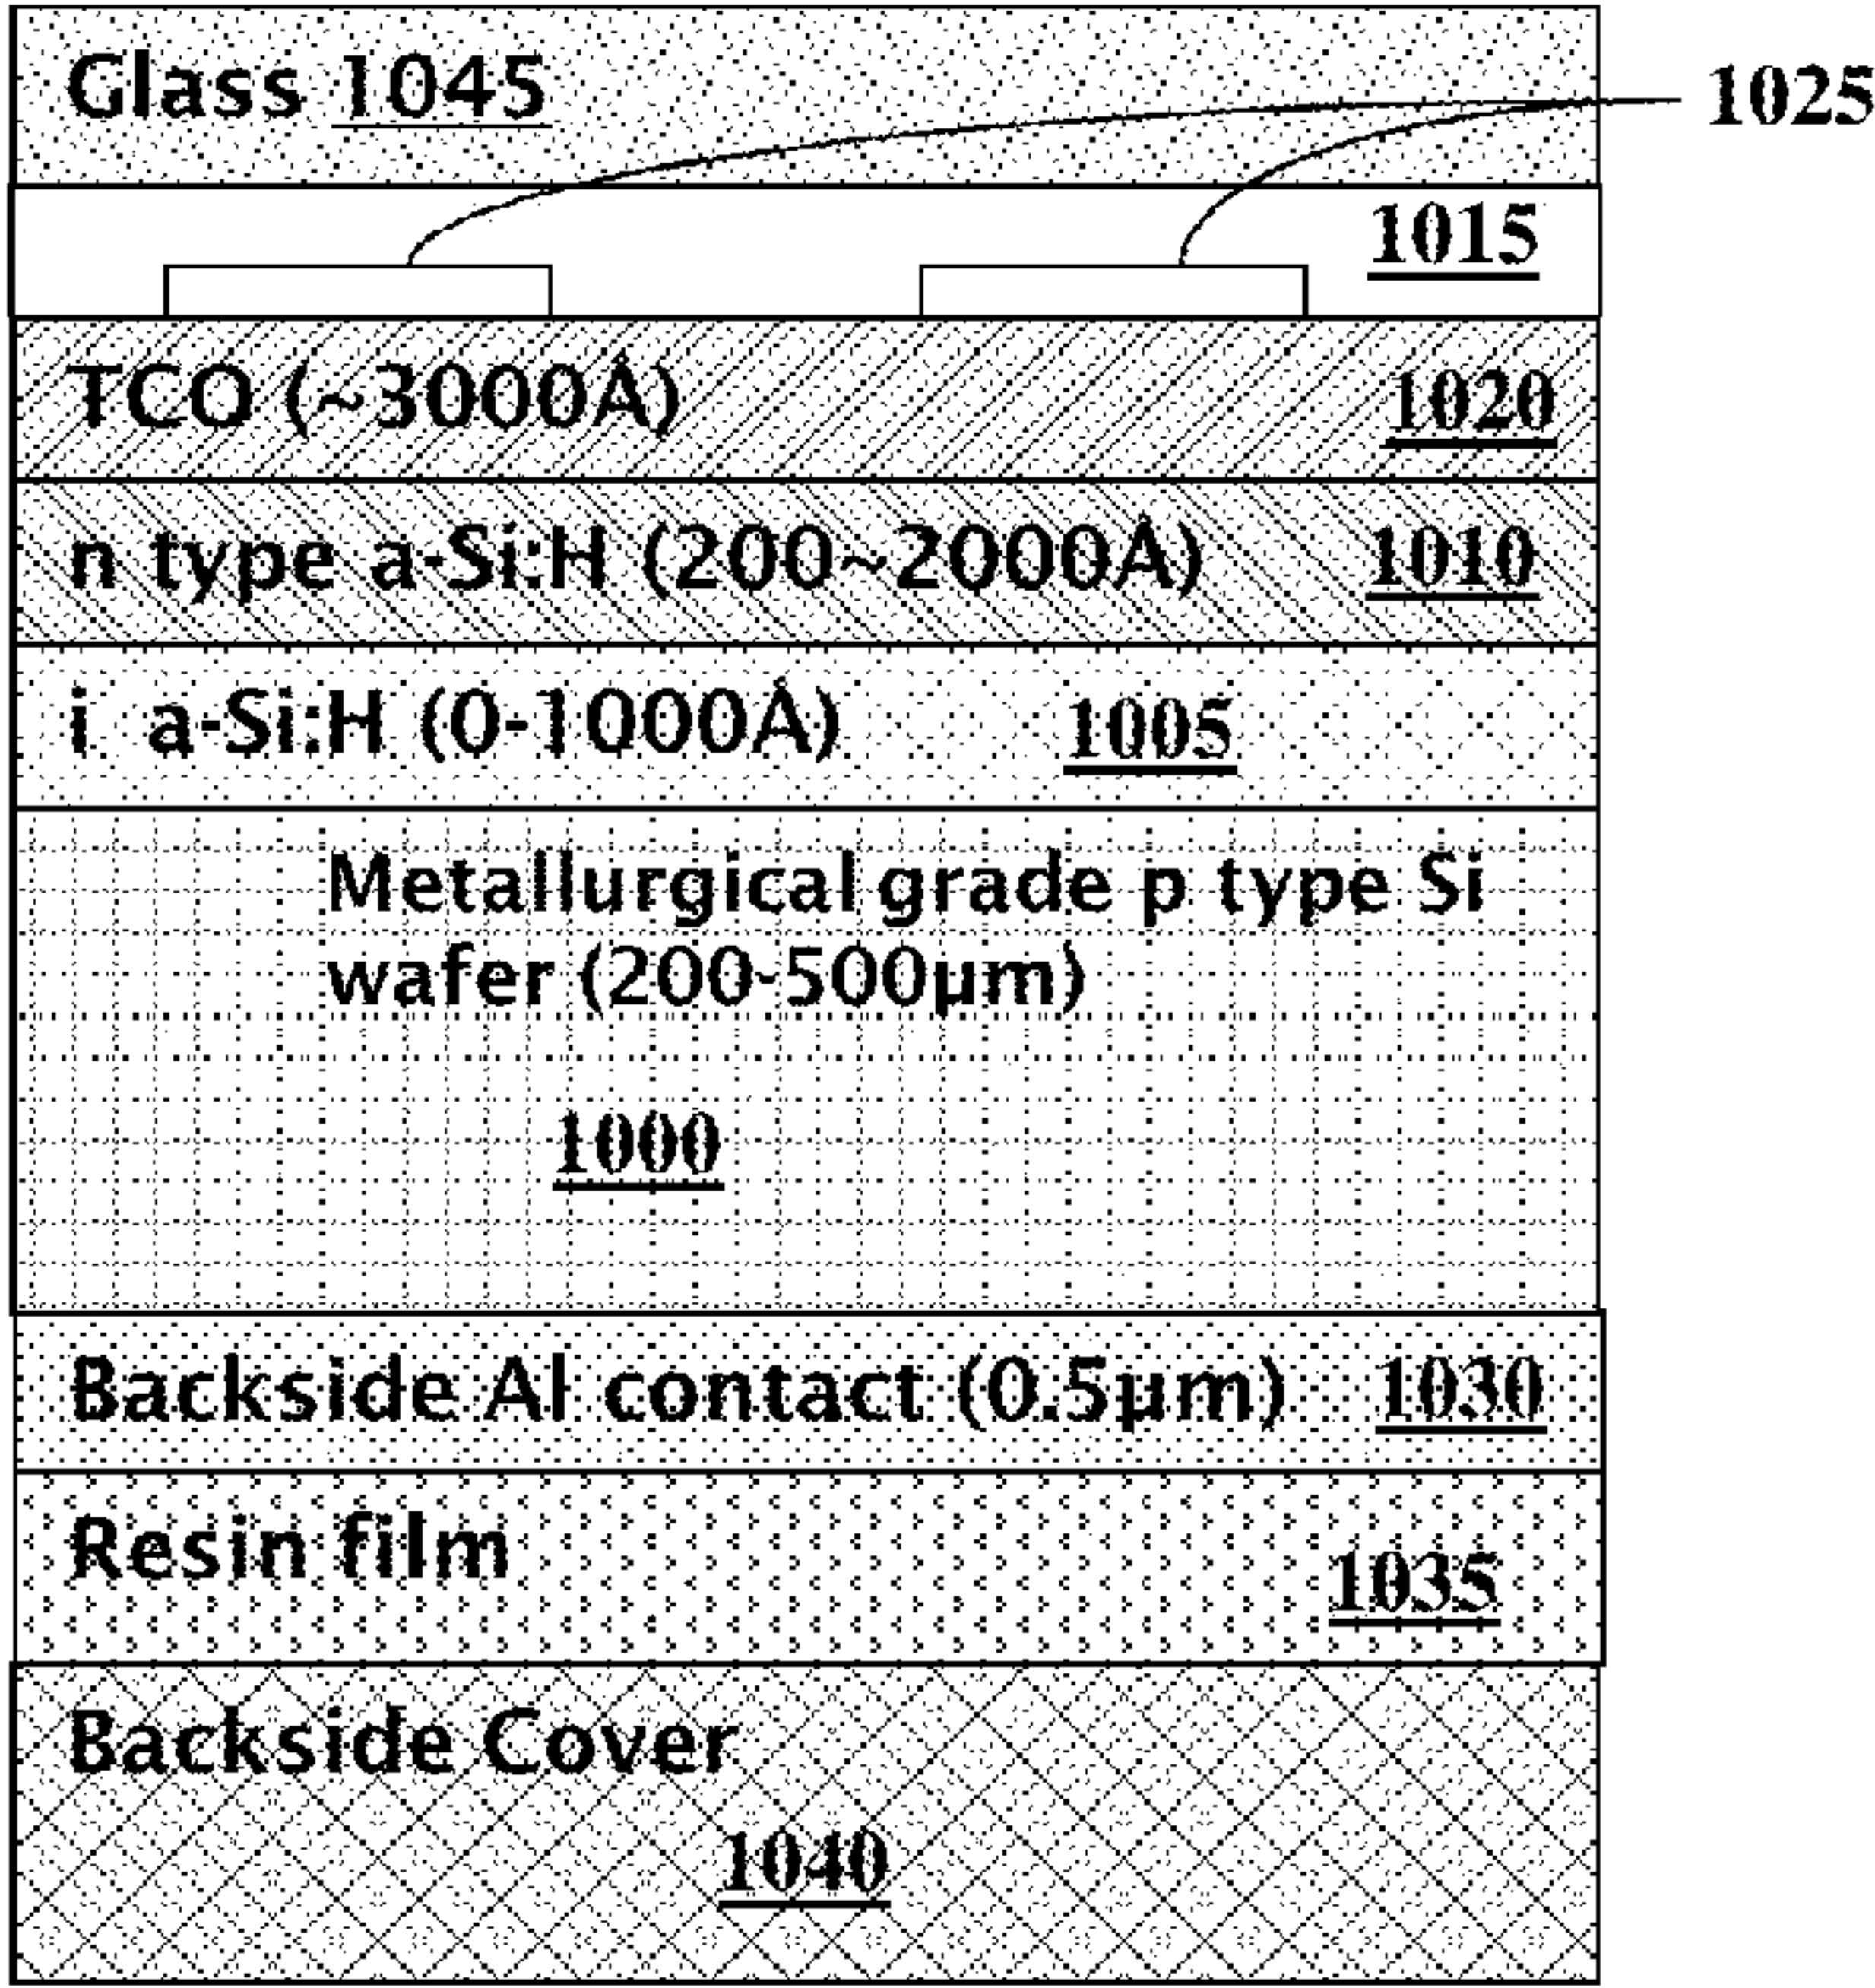 Glass 1045
1025
1015
TCO (~3000Å) 1020
n type a-Si:H (200~2000Å) 1010
i a-Si:H (0-1000Å) 1005
Metallurgical grade p type Si
wafer (200-500µm)
1000
Backside Al contact (0.5µm) 1030
Resin film 1035
Backside Cover
1040